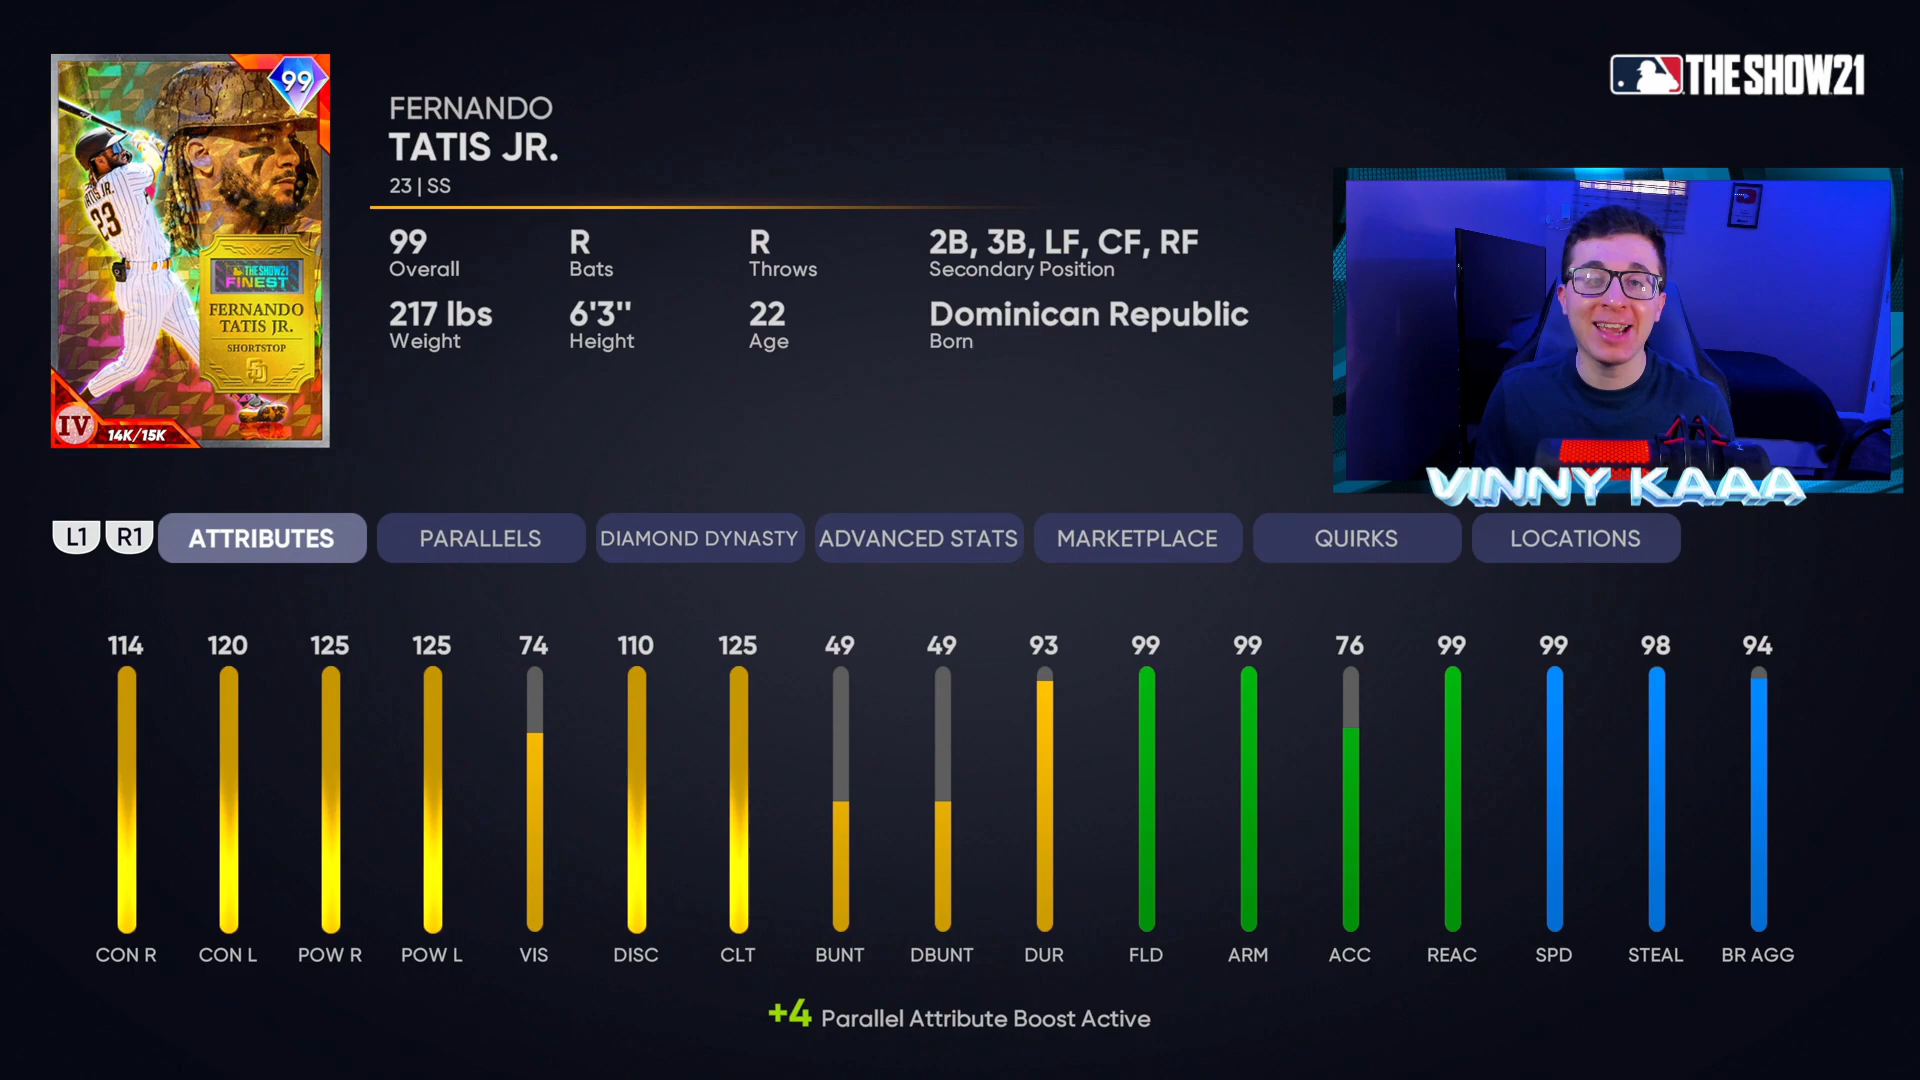 99
TATIS JR.
23
THE SHOW 21
FINEST
FERNANDO
TATIS JR.
SHORTSTOP
SD
IV
14K/15K
FERNANDO
TATIS JR.
23 | SS
99
Overall
R
Bats
R
Throws
2B, 3B, LF, CF, RF
Secondary Position
217 lbs
Weight
6'3''
Height
22
Age
Dominican Republic
Born
THE SHOW 21
VINNY KAAA
L1 R1 ATTRIBUTES PARALLELS DIAMOND DYNASTY ADVANCED STATS MARKETPLACE QUIRKS LOCATIONS
114 120 125 125 74 110 125 49 49 93 99 99 76 99 99 98 94
CON R CON L POW R POW L VIS DISC CLT BUNT DBUNT DUR FLD ARM ACC REAC SPD STEAL BR AGG
+4 Parallel Attribute Boost Active